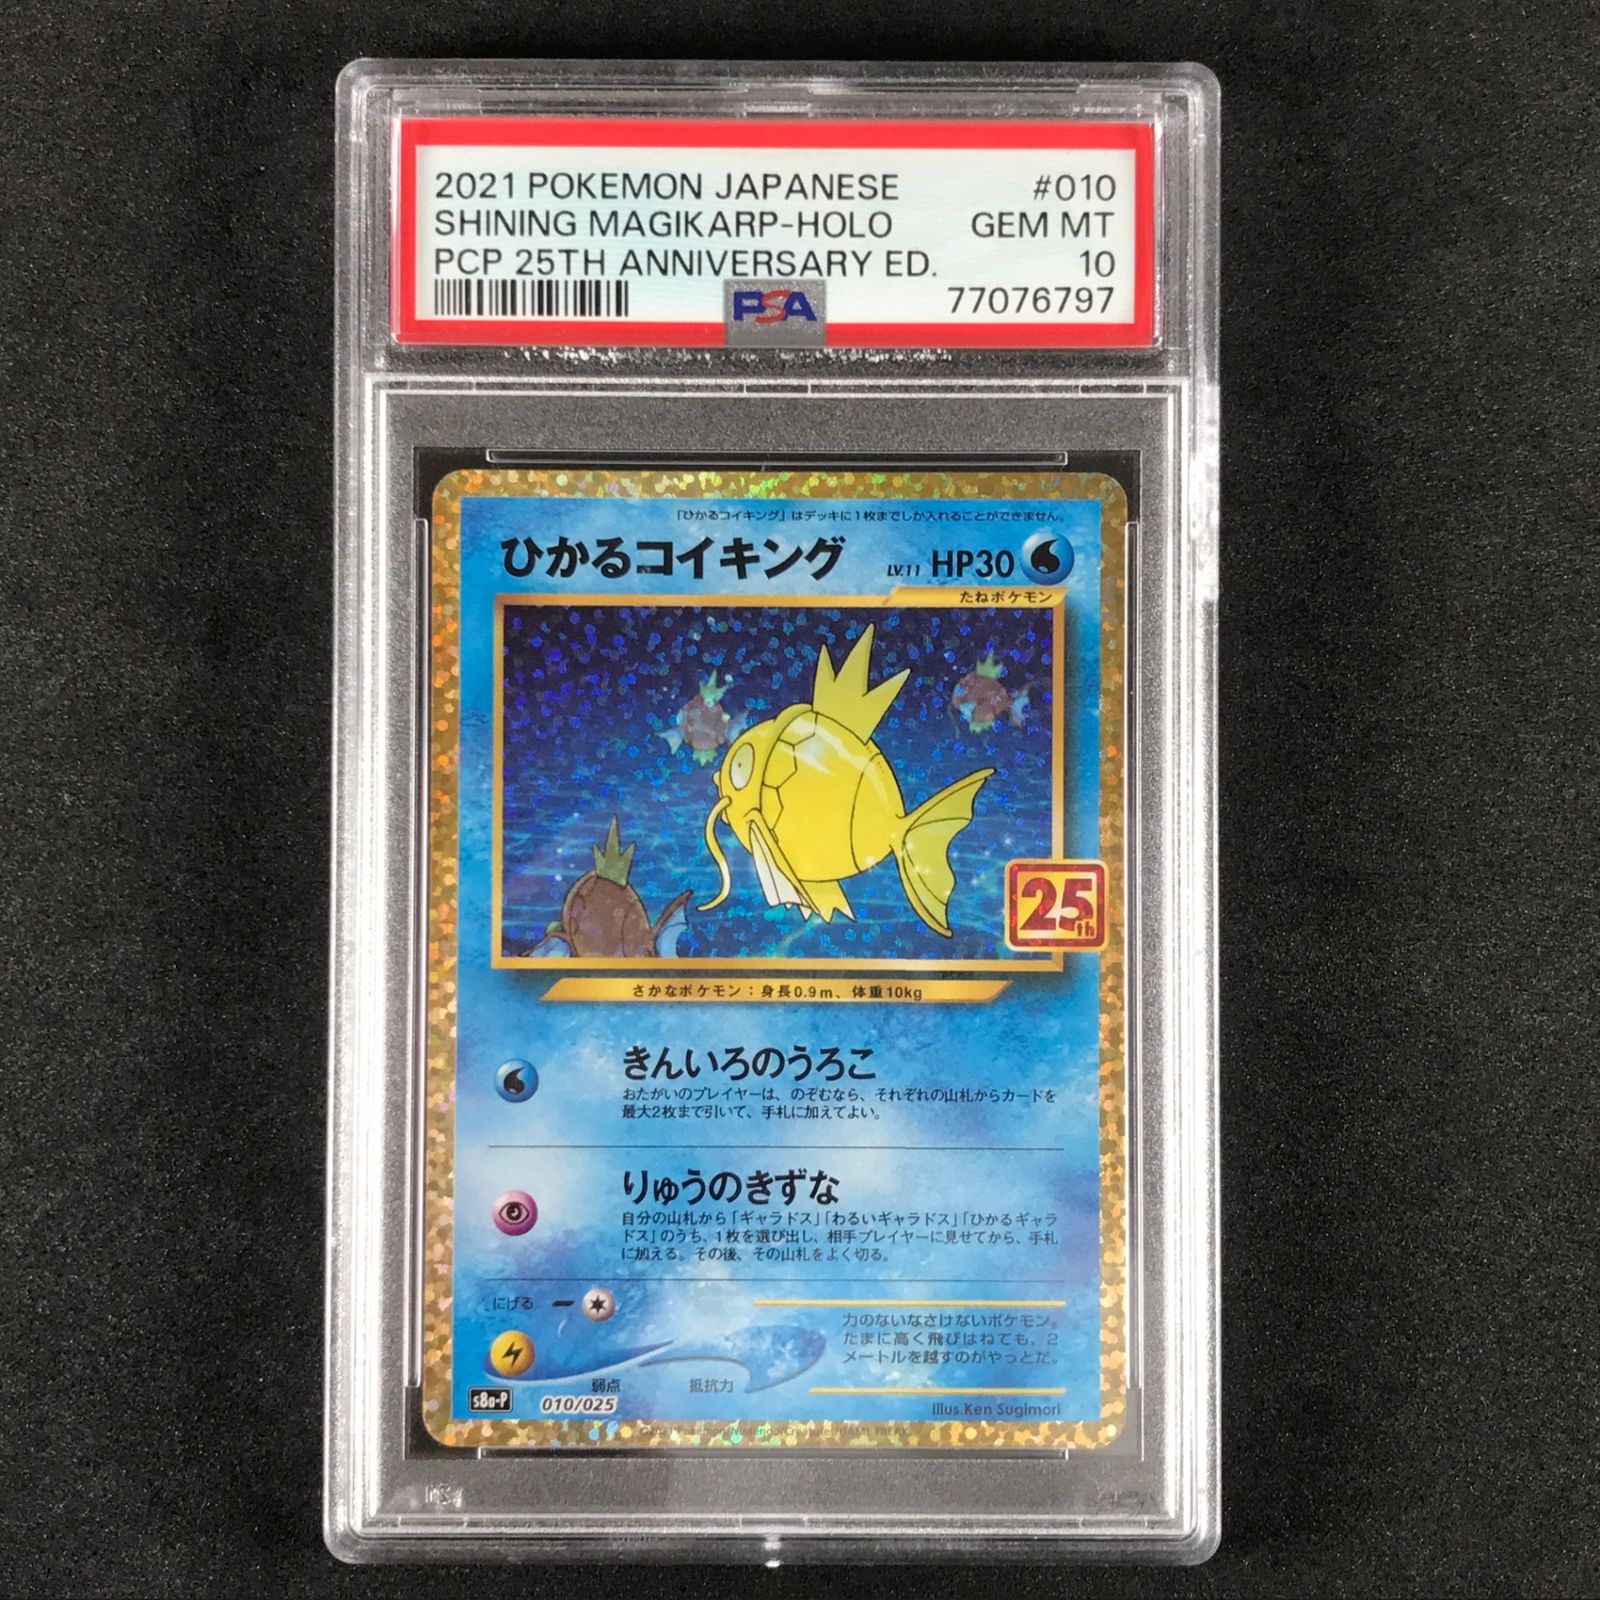 2021 POKEMON JAPANESE #010
SHINING MAGIKARP-HOLO GEM MT
PCP 25TH ANNIVERSARY ED. 10
PSA 77076797
「ひかるコイキング」はデッキに1枚までしか入れることができません。
ひかるコイキング LV.11 HP30
たねポケモン
25th
さかなポケモン：身長0.9m、体重10kg
きんいろのうろこ
おたがいのプレイヤーは、のぞむなら、それぞれの山札からカードを
最大2枚まで引いて、手札に加えてよい。
りゅうのきずな
自分の山札から「ギャラドス」「わるいギャラドス」「ひかるギャラ
ドス」のうち、1枚を選び出し、相手プレイヤーに見せてから、手札
に加える。その後、その山札をよく切る。
にげる
力のないなさけないポケモン。
たまに高く飛びはねても、2
メートルを越すのがやっとだ。
弱点 抵抗力
s8a-P 010/025 Illus.Ken Sugimori
©2021 Pokémon/Nintendo/Creatures/GAME FREAK